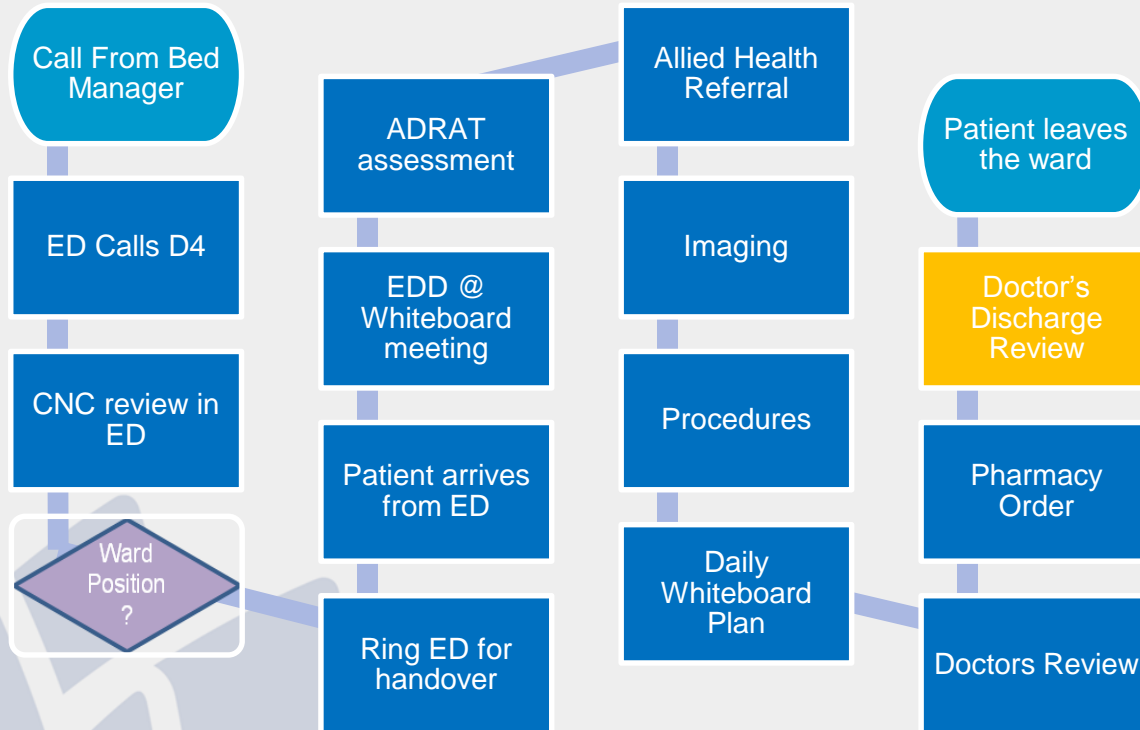 Call From Bed
Manager
ED Calls D4
CNC review in
ED
Ward
Position
?
Ring ED for
handover
Patient arrives
from ED
EDD @
Whiteboard
meeting
ADRAT
assessment
Allied Health
Referral
Imaging
Procedures
Daily
Whiteboard
Plan
Doctors Review
Pharmacy
Order
Doctor’s
Discharge
Review
Patient leaves
the ward